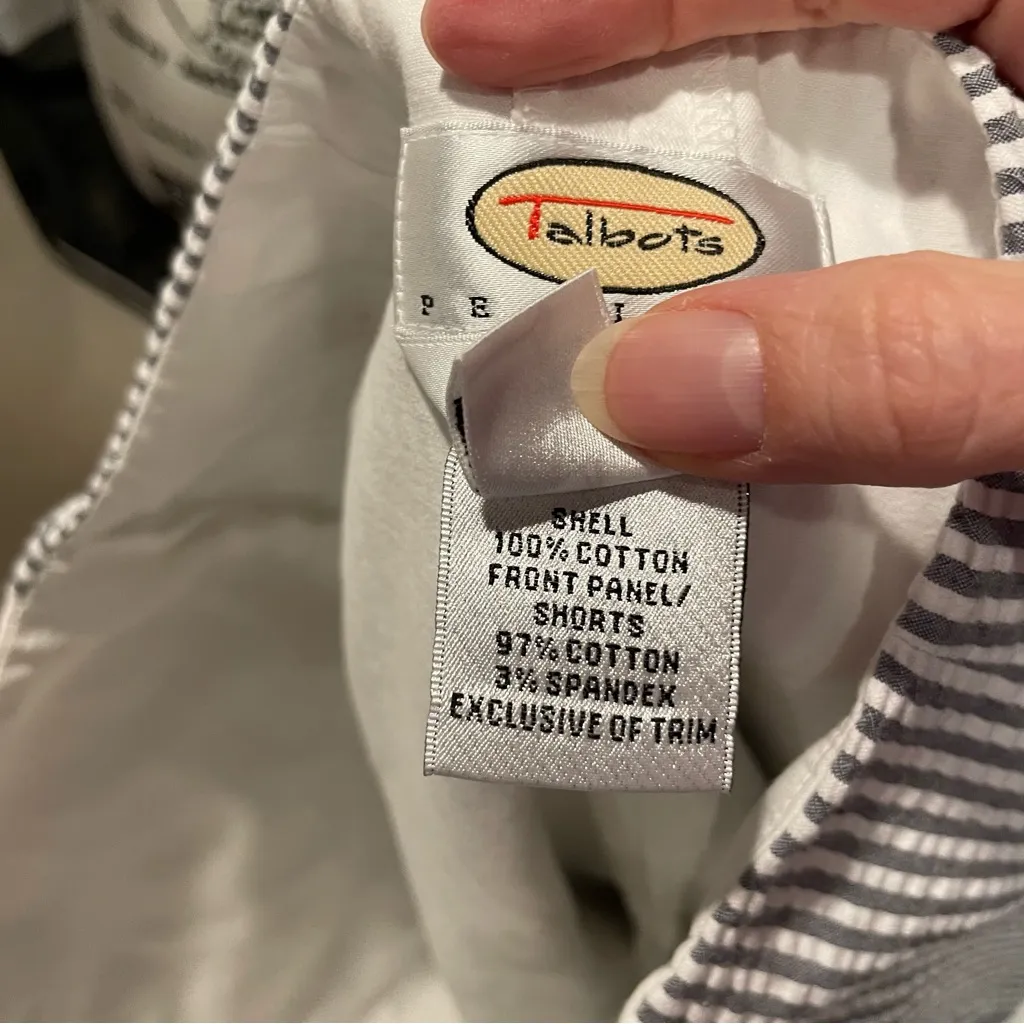 Talbots
P E I
SHELL
100% COTTON
FRONT PANEL/
SHORTS
97% COTTON
3% SPANDEX
EXCLUSIVE OF TRIM